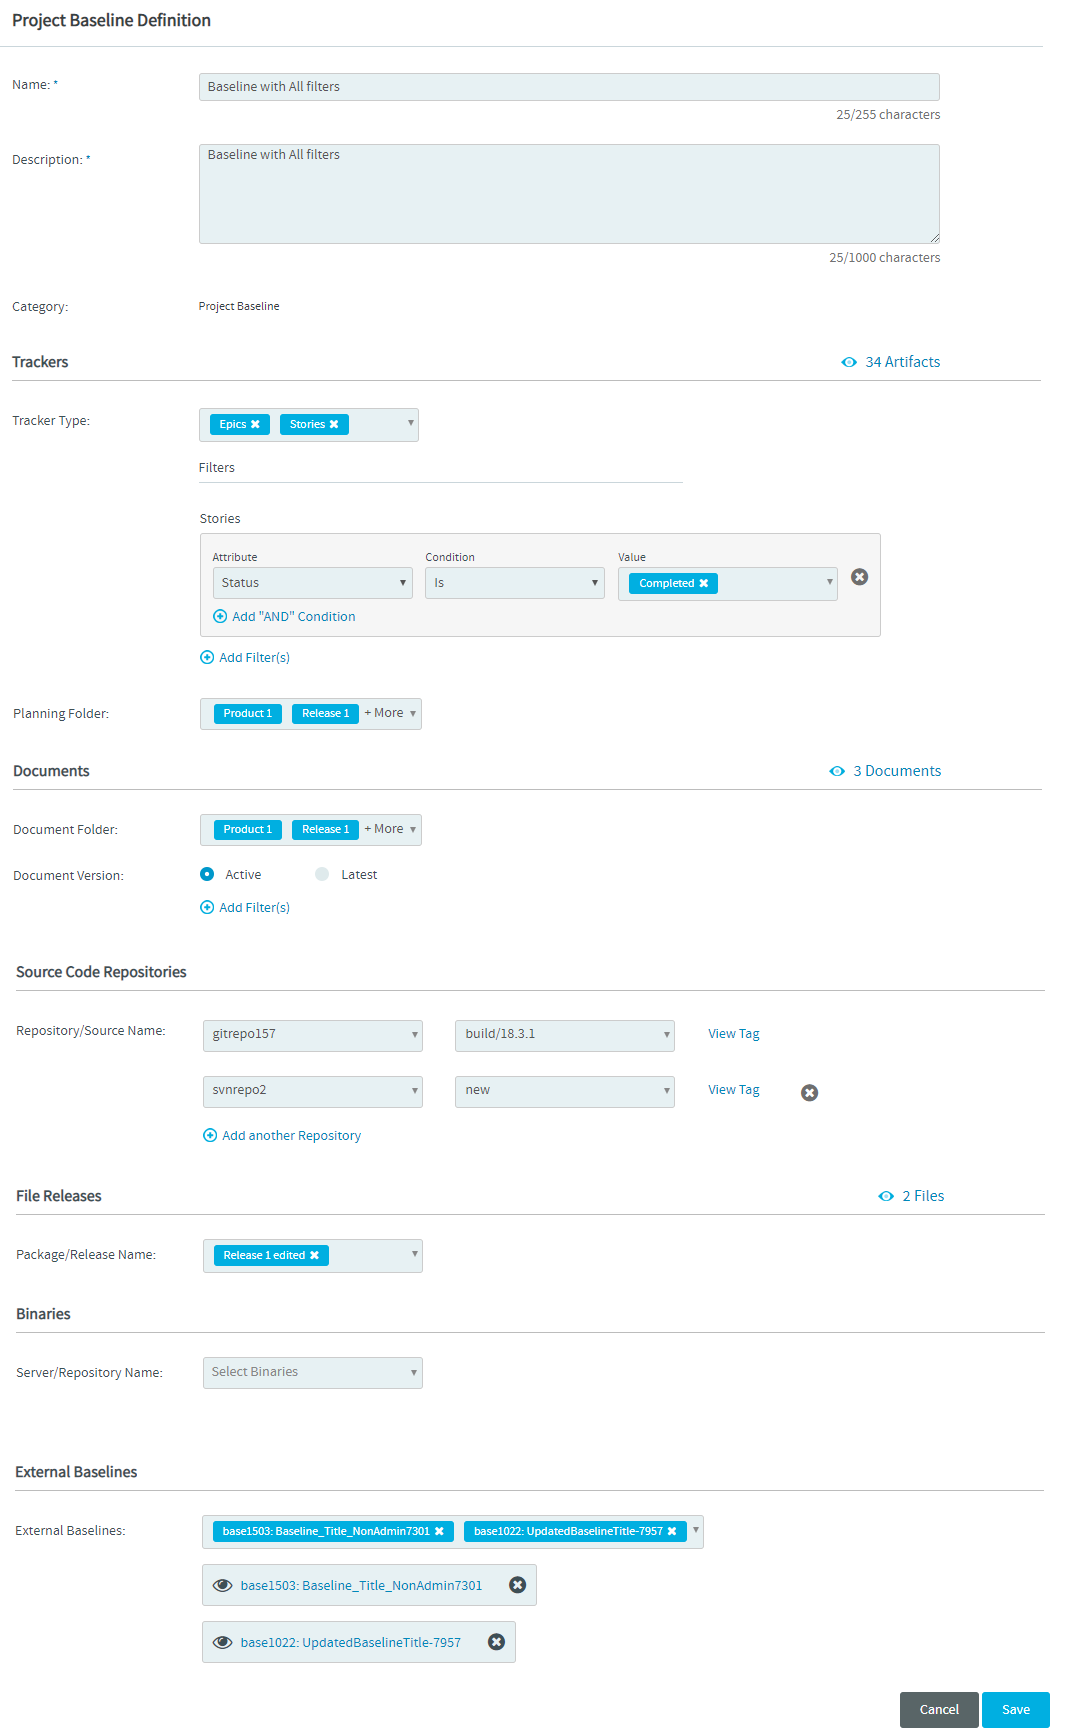 Project Baseline Definition
Name: *
Baseline with All filters
25/255 characters
Description: *
Baseline with All filters
25/1000 characters
Category:
Project Baseline
Trackers
34 Artifacts
Tracker Type:
Epics ✖ Stories ✖
Filters
Stories
Attribute Condition Value
Status Is Completed ✖
Add "AND" Condition
Add Filter(s)
Planning Folder:
Product 1 Release 1 + More
Documents
3 Documents
Document Folder:
Product 1 Release 1 + More
Document Version:
Active Latest
Add Filter(s)
Source Code Repositories
Repository/Source Name:
gitrepo157 build/18.3.1 View Tag
svnrepo2 new View Tag
Add another Repository
File Releases
2 Files
Package/Release Name:
Release 1 edited ✖
Binaries
Server/Repository Name:
Select Binaries
External Baselines
External Baselines:
base1503: Baseline_Title_NonAdmin7301 ✖ base1022: UpdatedBaselineTitle-7957 ✖
base1503: Baseline_Title_NonAdmin7301
base1022: UpdatedBaselineTitle-7957
Cancel Save